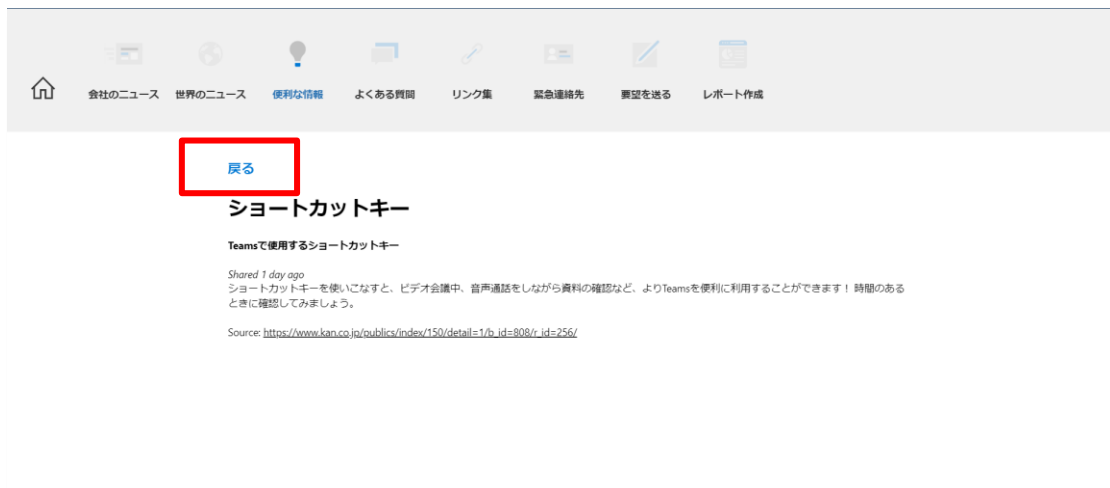 会社のニュース 世界のニュース 便利な情報 よくある質問 リンク集 緊急連絡先 要望を送る レポート作成
戻る
ショートカットキー
Teamsで使用するショートカットキー
Shared 1 day ago
ショートカットキーを使いこなすと、ビデオ会議中、音声通話をしながら資料の確認など、よりTeamsを便利に利用することができます！ 時間のある
ときに確認してみましょう。
Source: https://www.kan.co.jp/publics/index/150/detail=1/b_id=808/r_id=256/